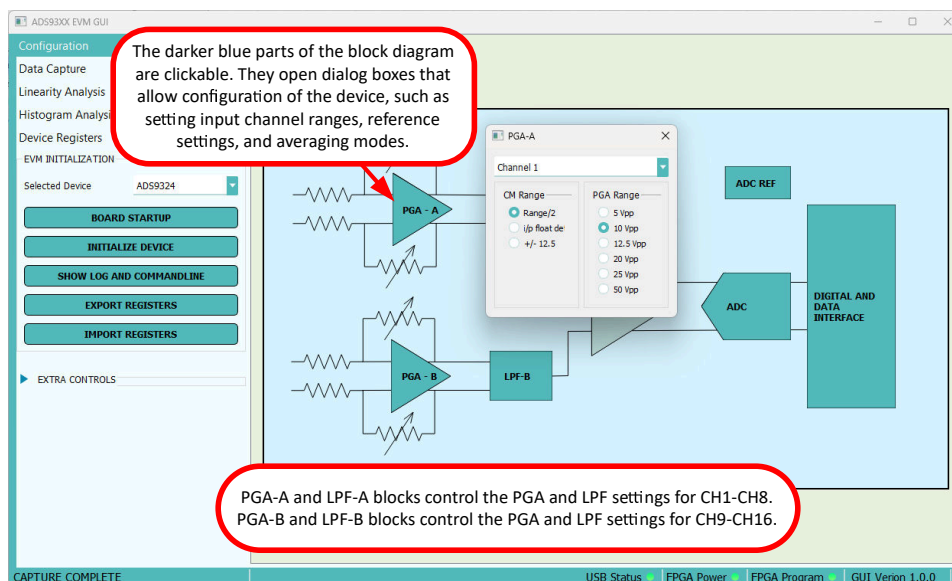 ADS93XX EVM GUI
Configuration
Data Capture
Linearity Analysis
Histogram Analysi
Device Registers
EVM INITIALIZATION
Selected Device
ADS9324
BOARD STARTUP
INITIALIZE DEVICE
SHOW LOG AND COMMANDLINE
EXPORT REGISTERS
IMPORT REGISTERS
EXTRA CONTROLS
The darker blue parts of the block diagram
are clickable. They open dialog boxes that
allow configuration of the device, such as
setting input channel ranges, reference
settings, and averaging modes.
PGA - A
PGA-A
Channel 1
CM Range
Range/2
i/p float de
+/- 12.5
PGA Range
5 Vpp
10 Vpp
12.5 Vpp
20 Vpp
25 Vpp
50 Vpp
ADC REF
ADC
DIGITAL AND
DATA
INTERFACE
PGA - B
LPF-B
PGA-A and LPF-A blocks control the PGA and LPF settings for CH1-CH8.
PGA-B and LPF-B blocks control the PGA and LPF settings for CH9-CH16.
CAPTURE COMPLETE
USB Status
FPGA Power
FPGA Program
GUI Verion 1.0.0